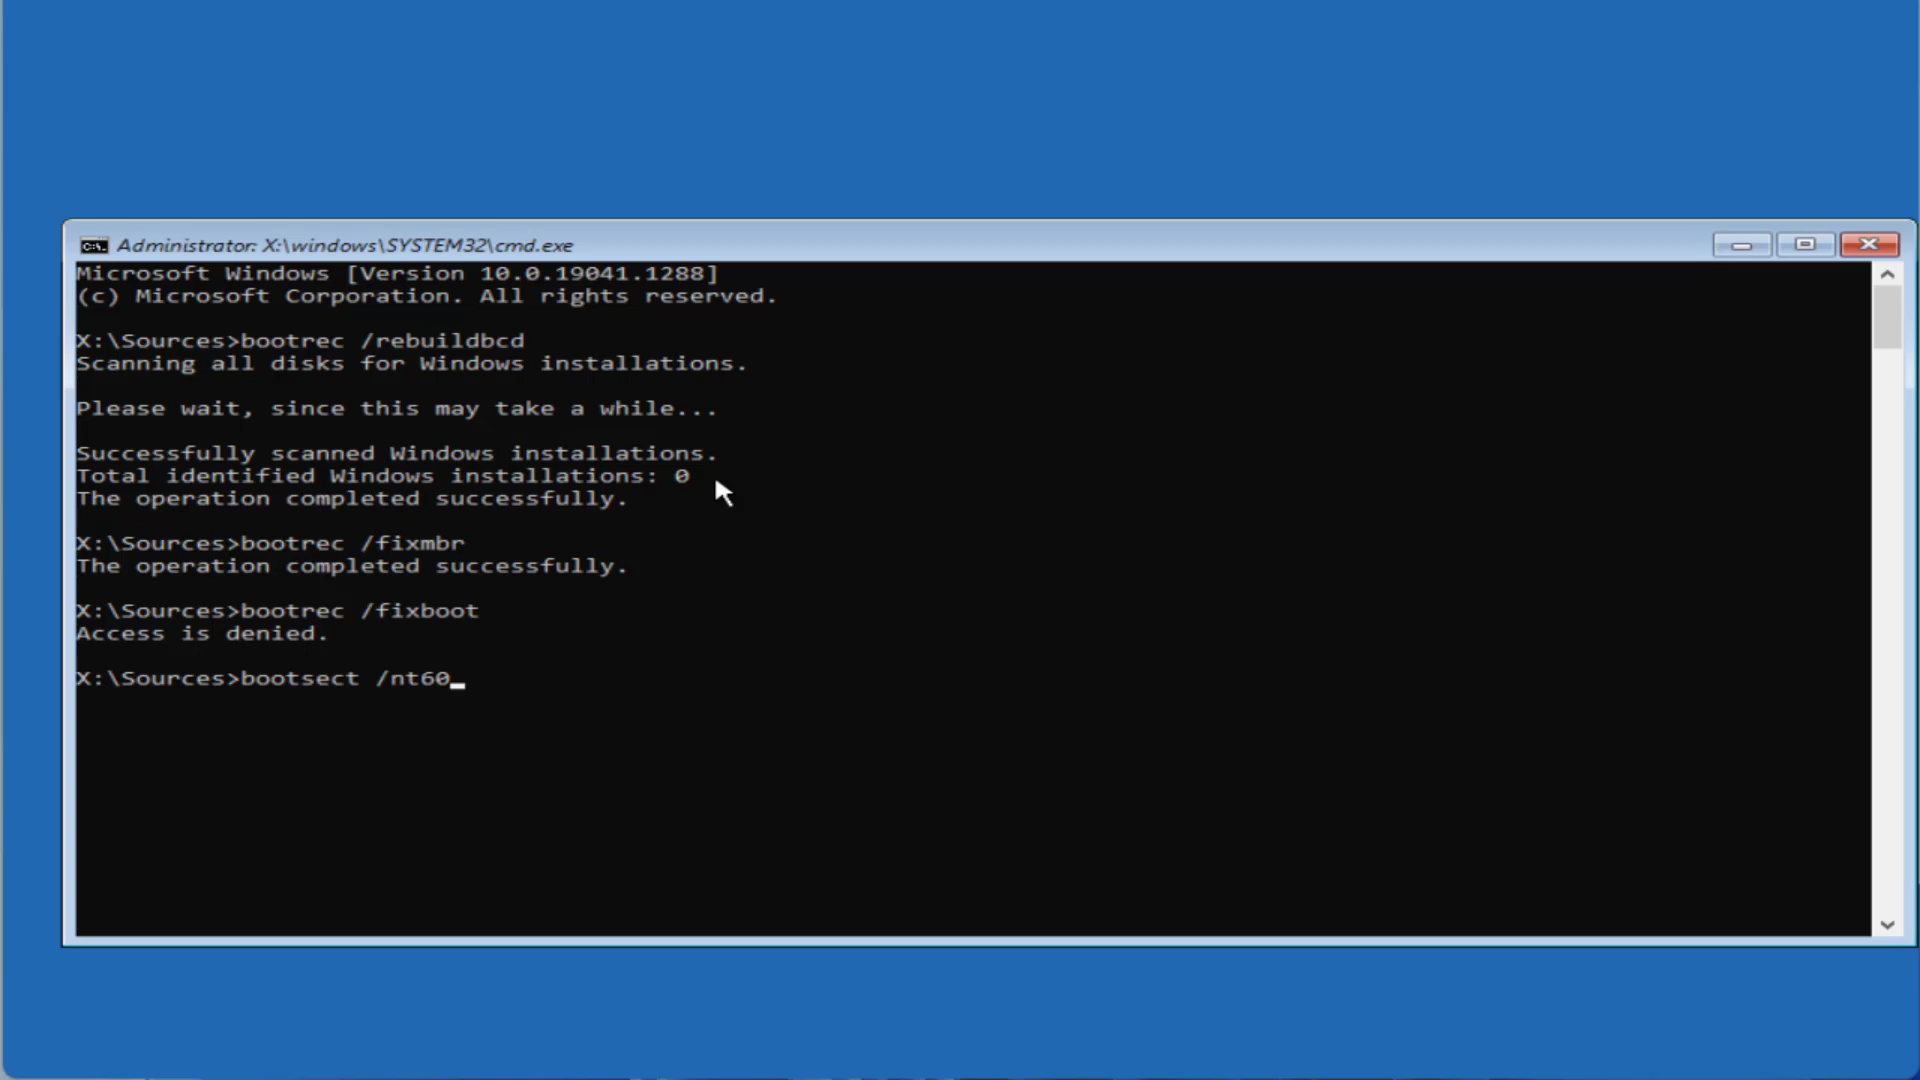 Administrator: X:\windows\SYSTEM32\cmd.exe
Microsoft Windows [Version 10.0.19041.1288]
(c) Microsoft Corporation. All rights reserved.
X:\Sources>bootrec /rebuildbcd
Scanning all disks for Windows installations.
Please wait, since this may take a while...
Successfully scanned Windows installations.
Total identified Windows installations: 0
The operation completed successfully.
X:\Sources>bootrec /fixmbr
The operation completed successfully.
X:\Sources>bootrec /fixboot
Access is denied.
X:\Sources>bootsect /nt60